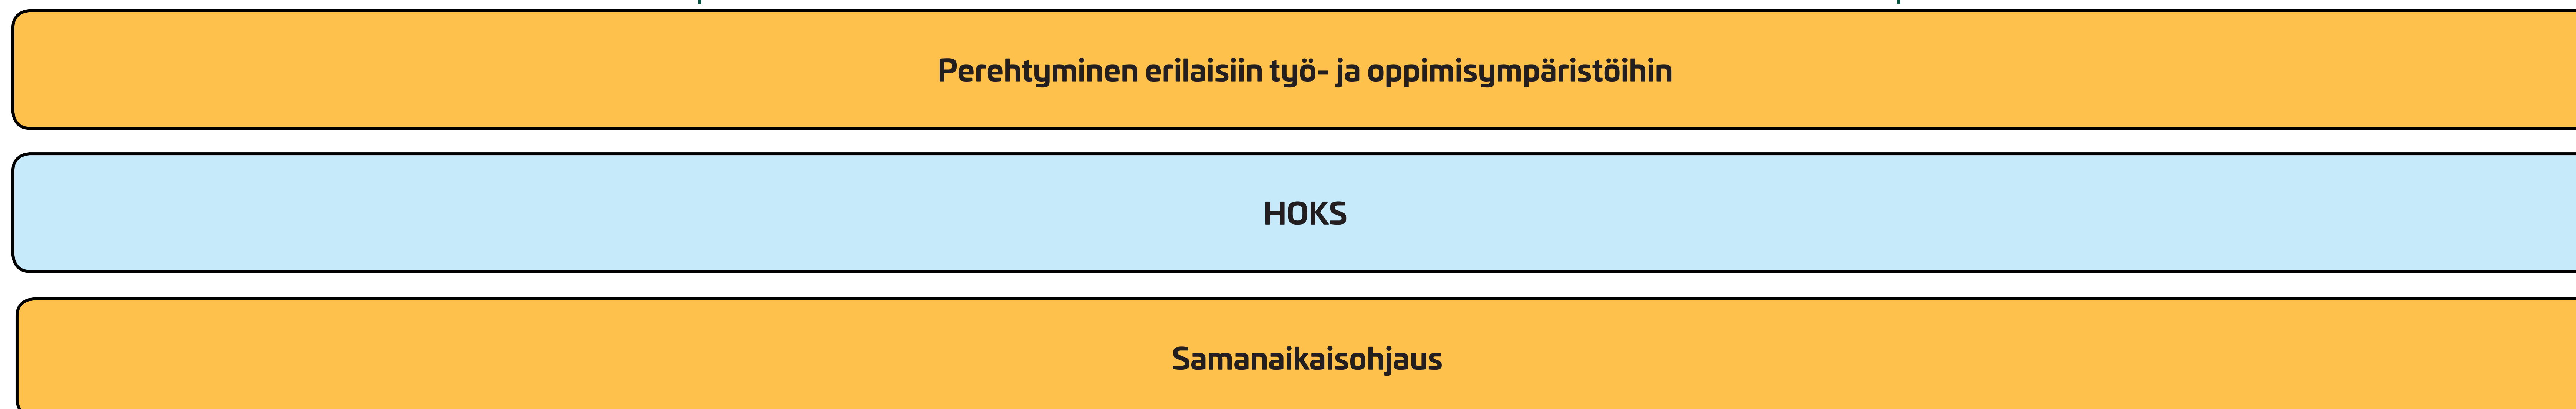 Perehtyminen erilaisiin työ- ja oppimisympäristöihin
HOKS
Samanaikaisohjaus